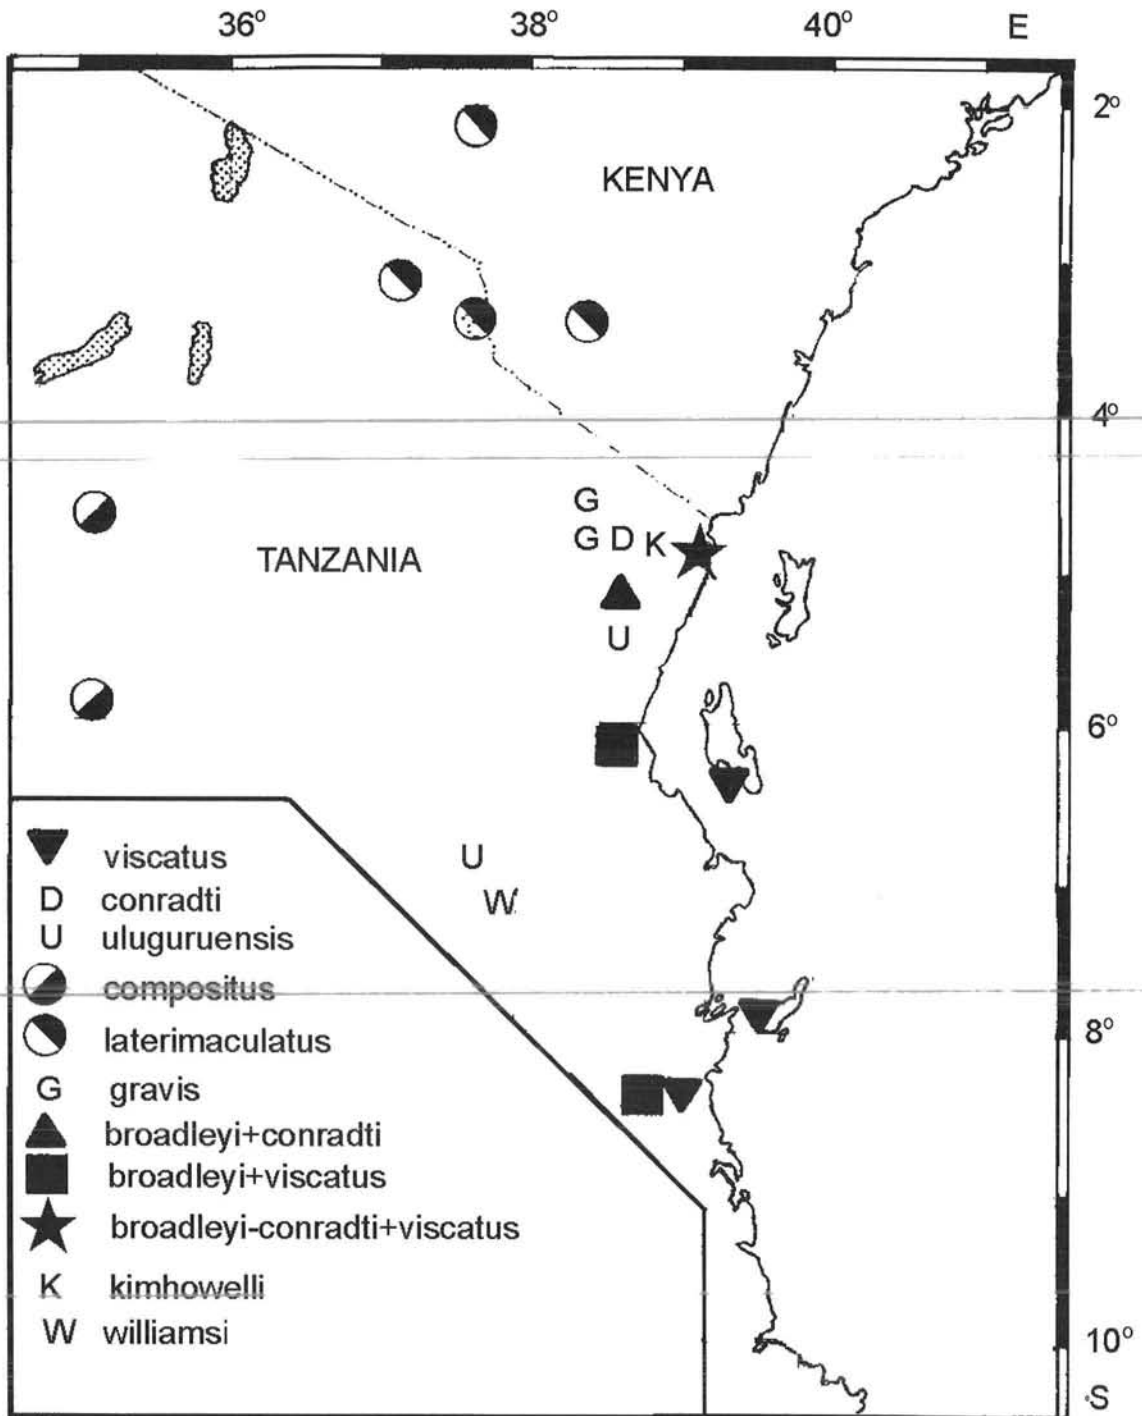 36° 38° 40° E
2°
KENYA
4°
G
G D K
TANZANIA
U
6°
U
W
8°
10°
S
viscatus
D conradti
U uluguruensis
compositus
laterimaculatus
G gravis
broadleyi+conradti
broadleyi+viscatus
broadleyi-conradti+viscatus
K kimhowelli
W williamsi